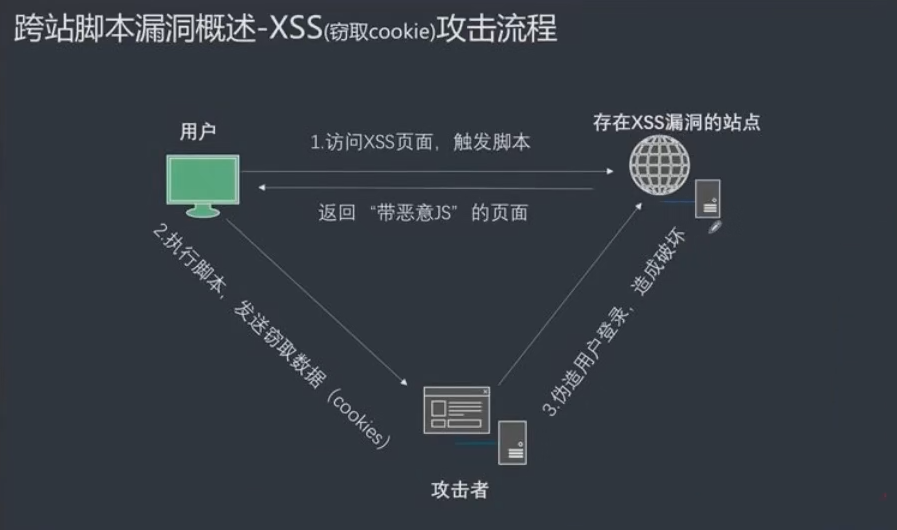 跨站脚本漏洞概述-XSS(窃取cookie)攻击流程
用户
存在XSS漏洞的站点
1.访问XSS页面，触发脚本
返回 “带恶意JS” 的页面
2.执行脚本，发送窃取数据（cookies）
3.伪造用户登录，造成破坏
攻击者